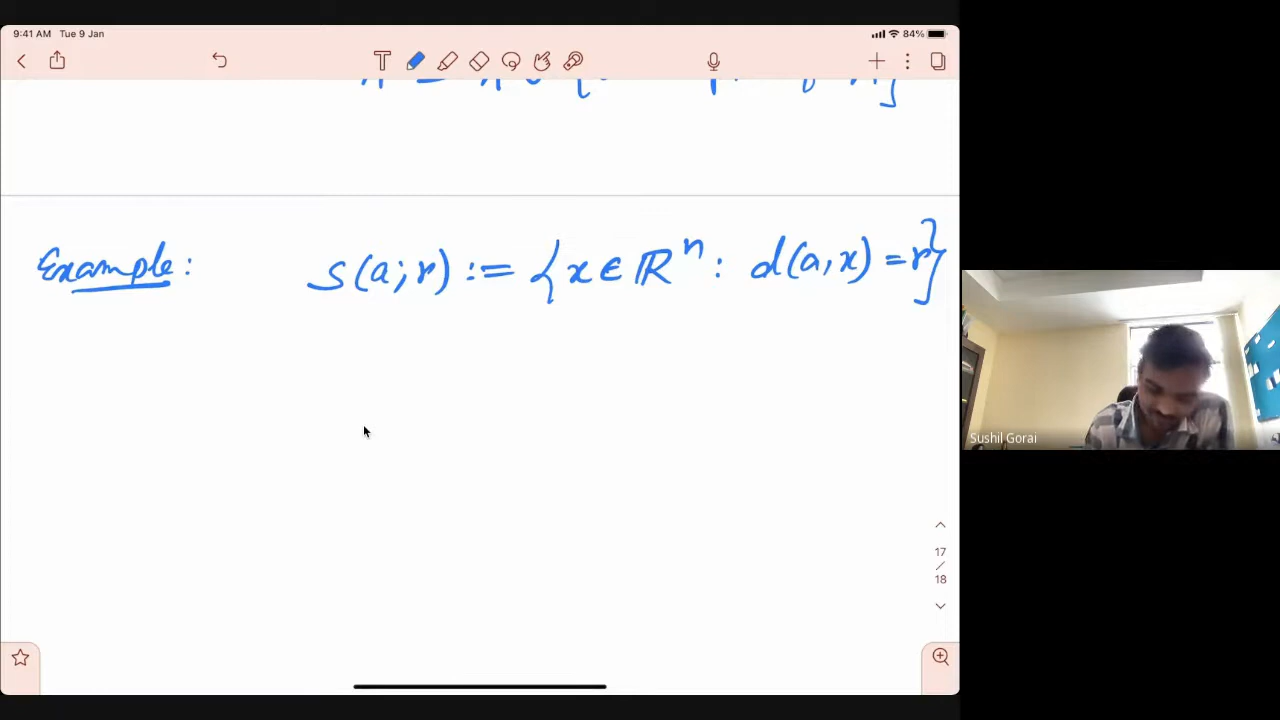 9:41 AM Tue 9 Jan
84%
T
Example: S(a;r) := {x ∈ ℝⁿ : d(a,x) = r}
Sushil Gorai
17
/
18